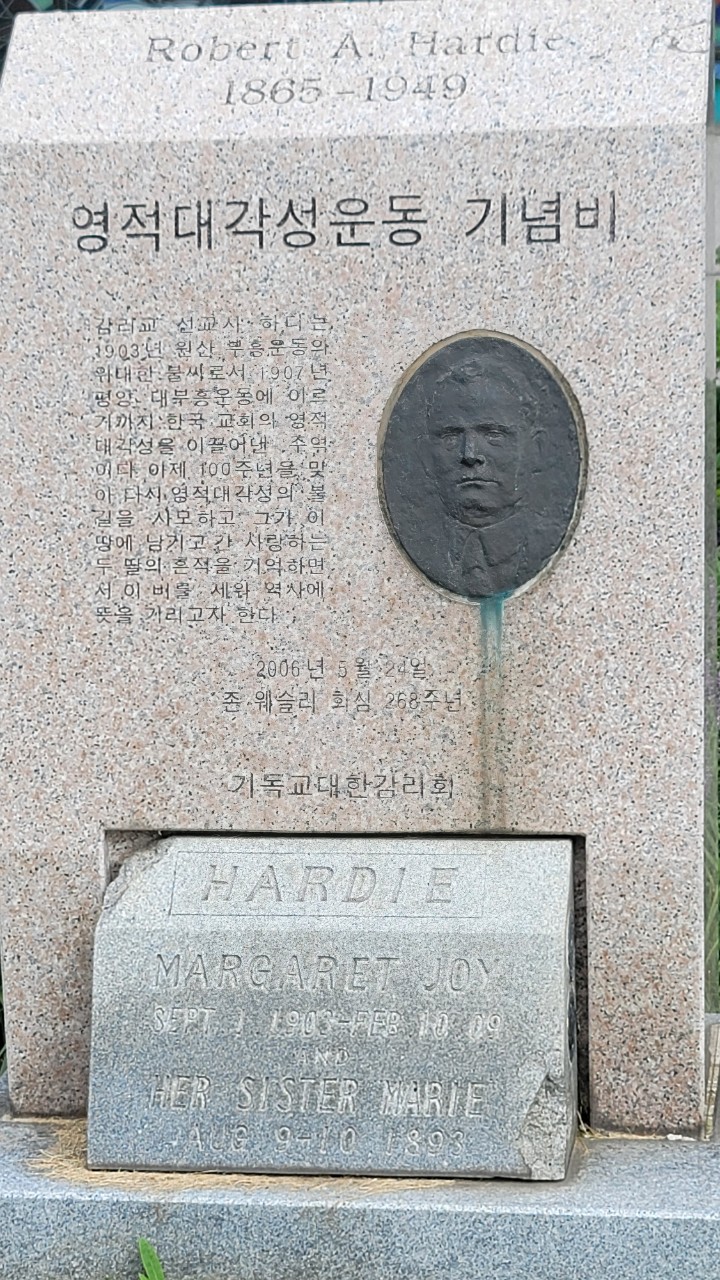 Robert A. Hardie
1865-1949
영적대각성운동 기념비
감리교 선교사 하디는
1903년 원산 부흥운동의
위대한 불씨로서 1907년
평양 대부흥운동에 이르
기까지 한국 교회의 영적
대각성을 이끌어낸 주역
이다 이제 100주년을 맞
아 다시 영적대각성의 불
길을 사모하고 그가 이
땅에 남기고 간 사랑하는
두 딸의 흔적을 기억하면
서 이 비를 세워 역사에
뜻을 기리고자 한다
2006년 5월 24일
존 웨슬리 회심 268주년
기독교대한감리회
HARDIE
MARGARET JOY
SEPT 1 1903-FEB 10 09
AND
HER SISTER MARIE
AUG 9-10 1893